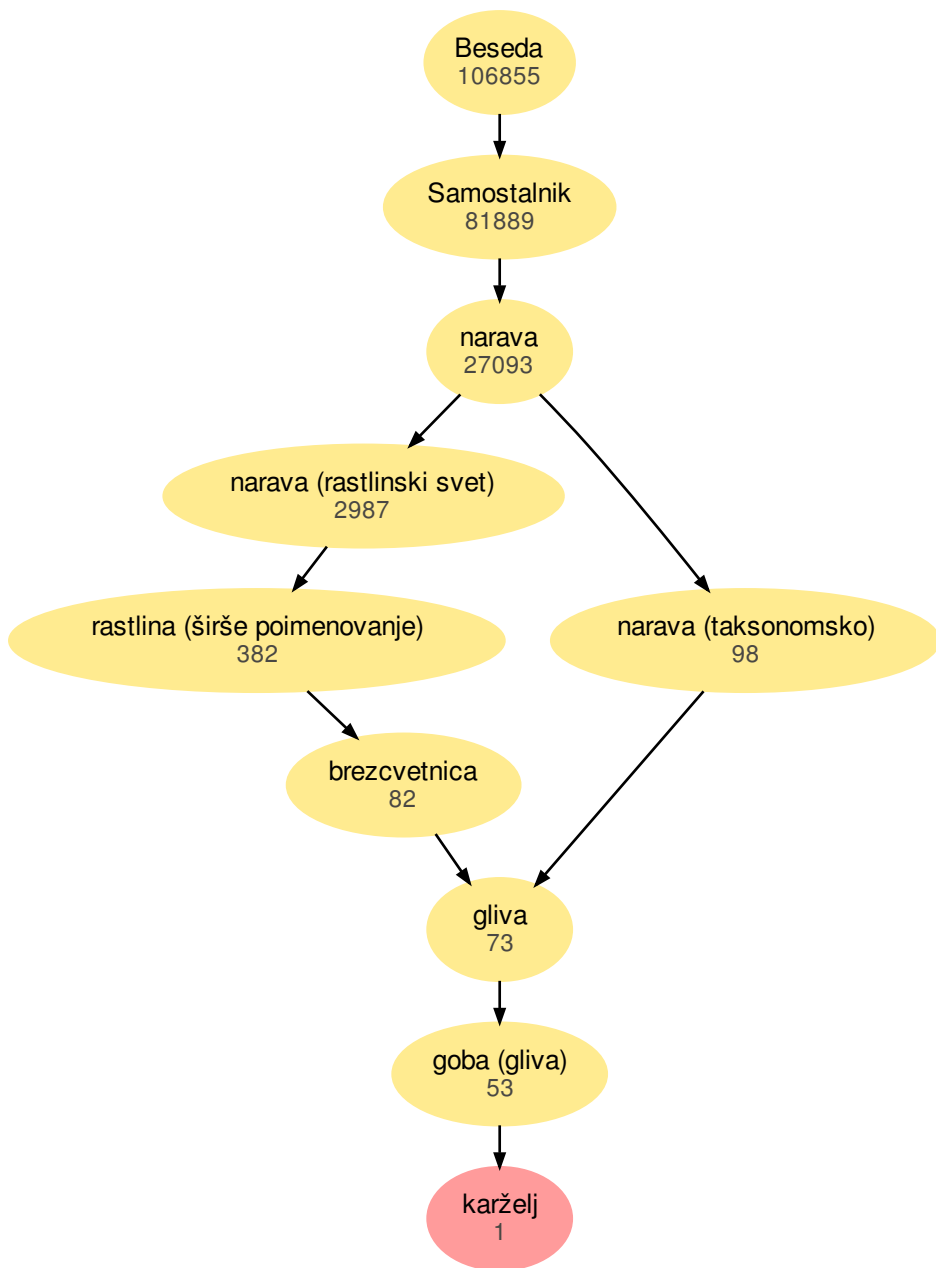 Beseda
106855
Samostalnik
81889
narava
27093
narava (rastlinski svet)
2987
rastlina (širše poimenovanje)
382
narava (taksonomsko)
98
brezcvetnica
82
gliva
73
goba (gliva)
53
karželj
1